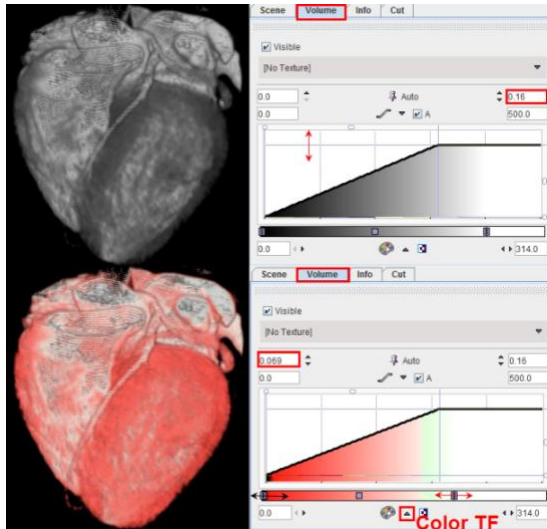 Scene Volume Info Cut
Visible
[No Texture]
0.0 Auto 0.16
0.0 A 500.0
0.0 314.0
Scene Volume Info Cut
Visible
[No Texture]
0.069 Auto 0.16
0.0 A 500.0
0.0 314.0
Color TF